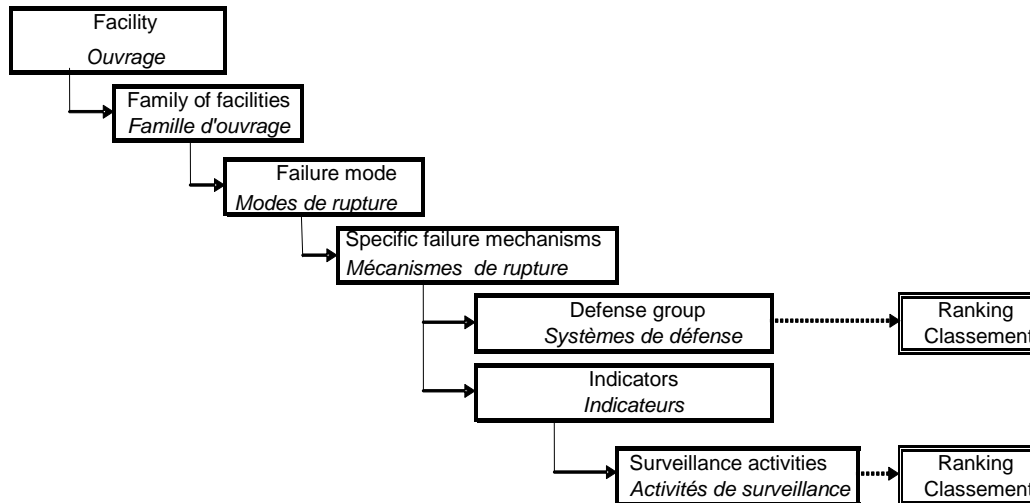 Facility
Ouvrage
Family of facilities
Famille d'ouvrage
Failure mode
Modes de rupture
Specific failure mechanisms
Mécanismes de rupture
Defense group
Systèmes de défense
Ranking
Classement
Indicators
Indicateurs
Surveillance activities
Activités de surveillance
Ranking
Classement